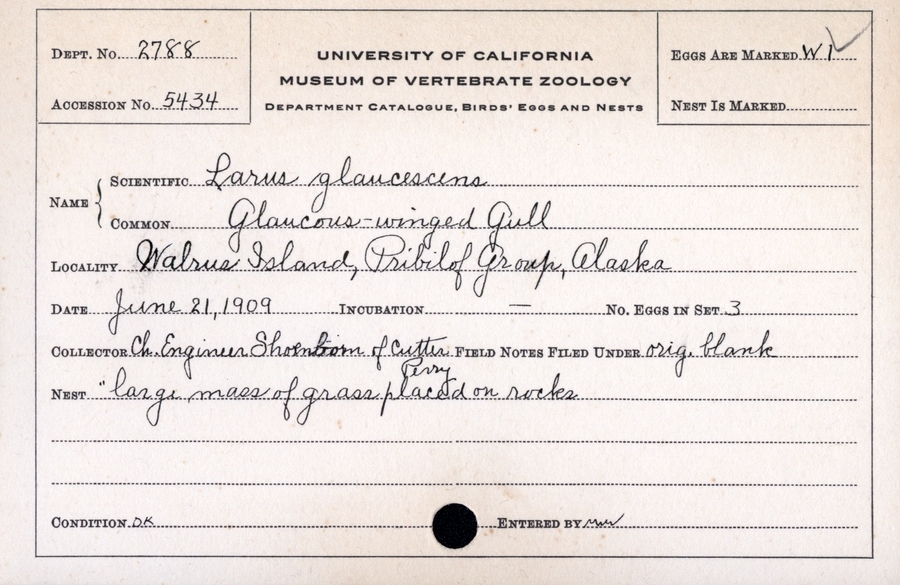 DEPT. No. 2788
UNIVERSITY OF CALIFORNIA
EGGS ARE MARKED W 1
MUSEUM OF VERTEBRATE ZOOLOGY
ACCESSION No. 5434
DEPARTMENT CATALOGUE, BIRDS' EGGS AND NESTS
NEST IS MARKED
NAME
SCIENTIFIC Larus glaucescens
COMMON Glaucous-winged Gull
LOCALITY Walrus Island, Pribilof Group, Alaska
DATE June 21, 1909 INCUBATION — No. EGGS IN SET 3
COLLECTOR Ch. Engineer of Cutter FIELD NOTES FILED UNDER orig. blank
Perry
NEST "large mass of grass placed on rocks
CONDITION OK ENTERED BY